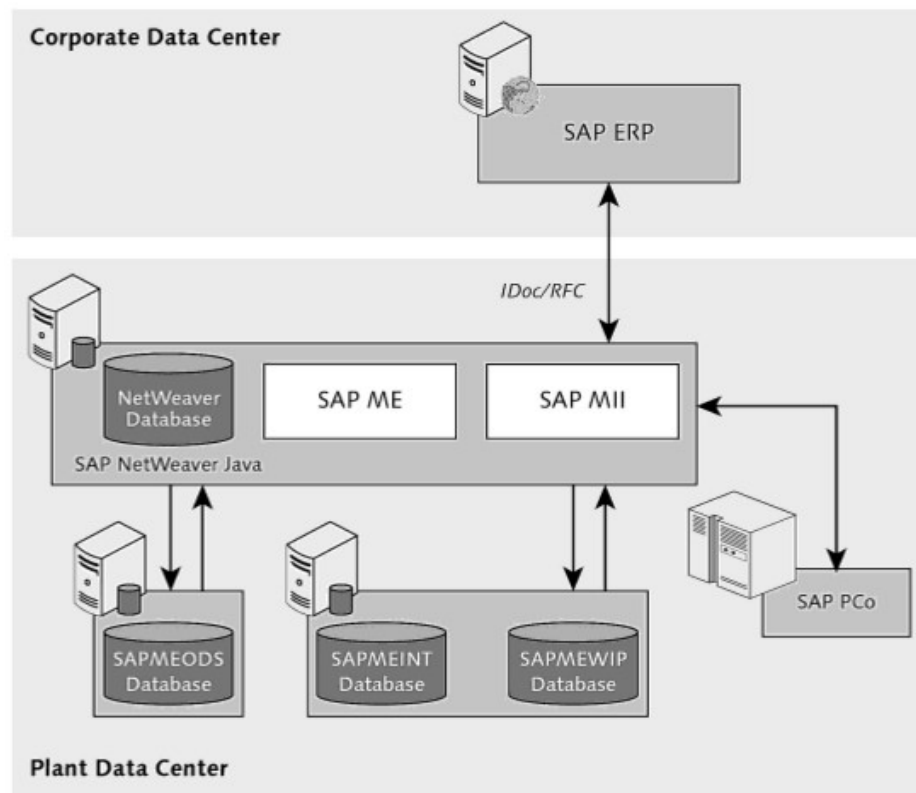 Corporate Data Center
SAP ERP
IDoc/RFC
NetWeaver
Database
SAP ME
SAP MII
SAP NetWeaver Java
SAPMEODS
Database
SAPMEINT
Database
SAPMEWIP
Database
SAP PCo
Plant Data Center